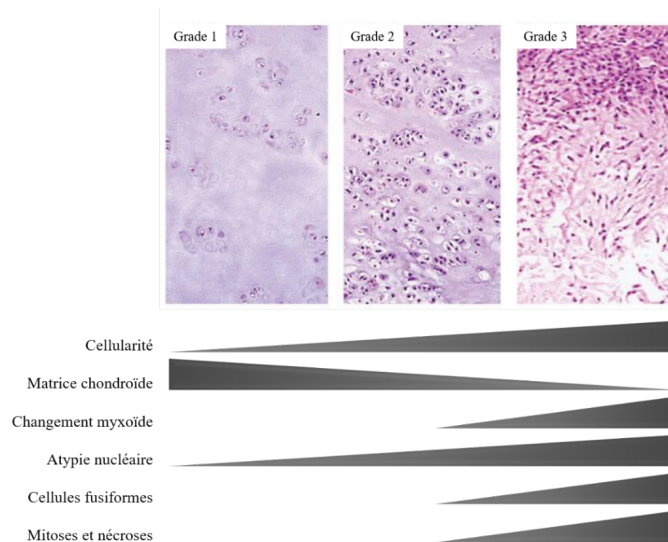 Grade 1
Grade 2
Grade 3
Cellularité
Matrice chondroïde
Changement myxoïde
Atypie nucléaire
Cellules fusiformes
Mitoses et nécroses